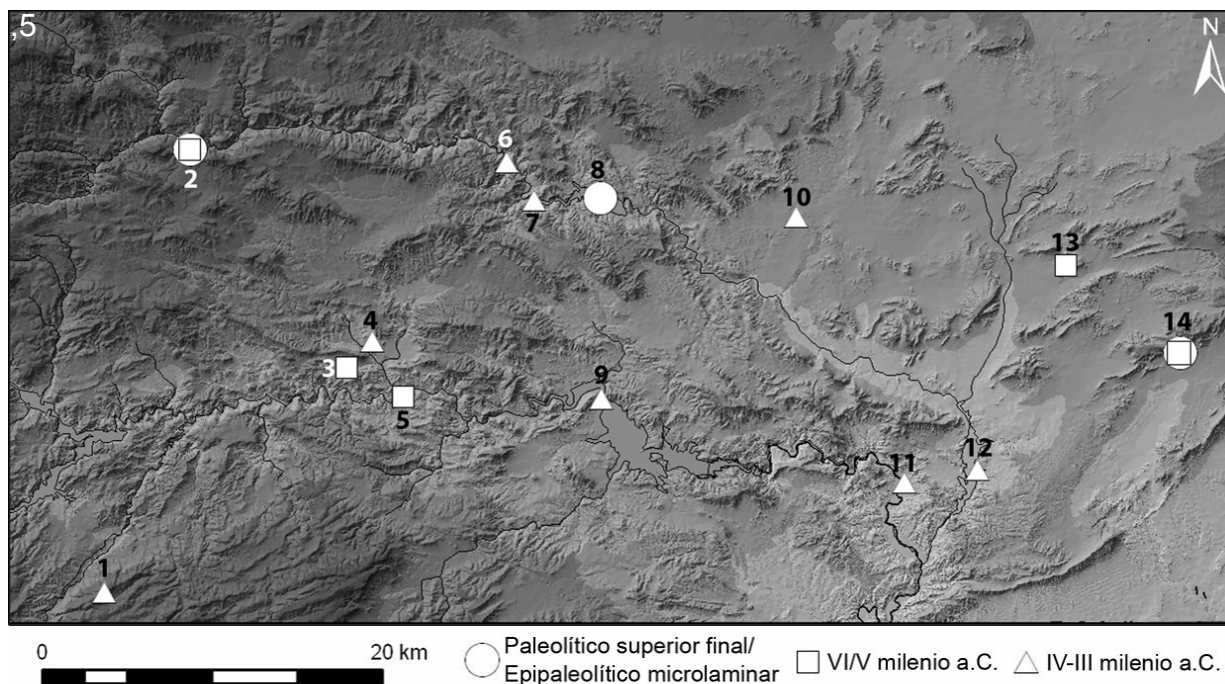 ,5
N
2
6
8
7
10
13
14
4
3
5
9
12
11
1
0 20 km
Paleolítico superior final/
Epipaleolítico microlaminar
VI/V milenio a.C.
IV-III milenio a.C.